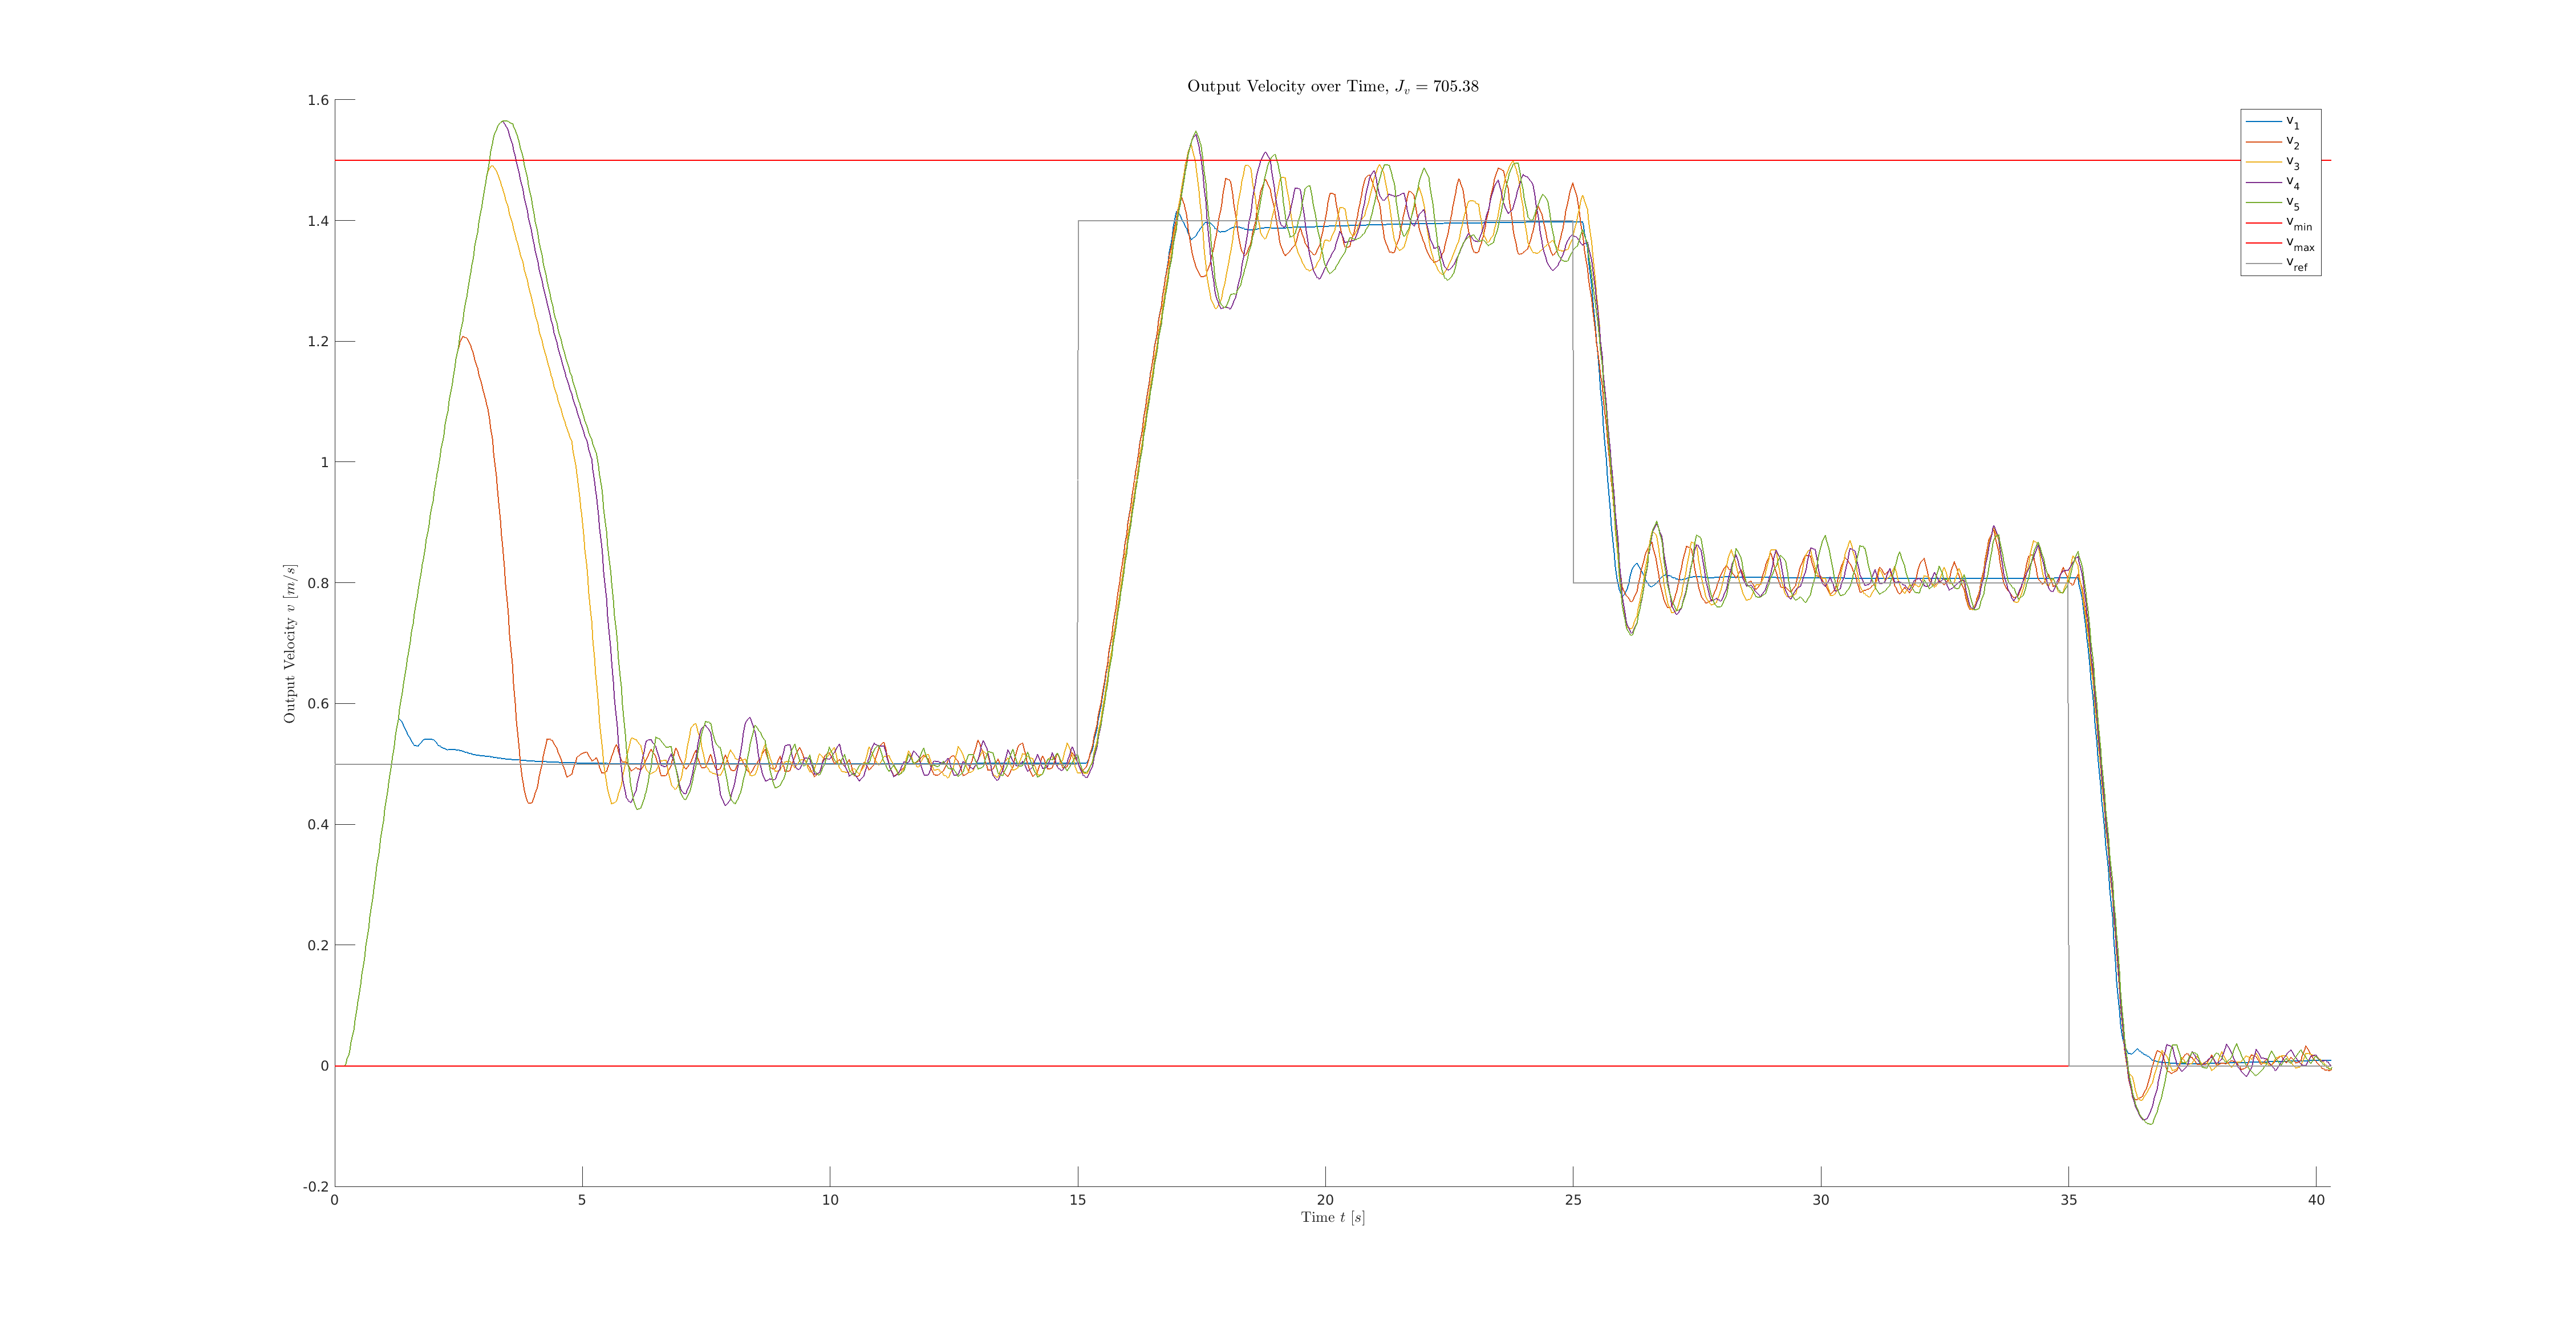 Output Velocity over Time, J_v = 705.38
1.6
1.4
1.2
1
0.8
0.6
0.4
0.2
0
-0.2
Output Velocity v [m/s]
v_1
v_2
v_3
v_4
v_5
v_min
v_max
v_ref
0 5 10 15 20 25 30 35 40
Time t [s]